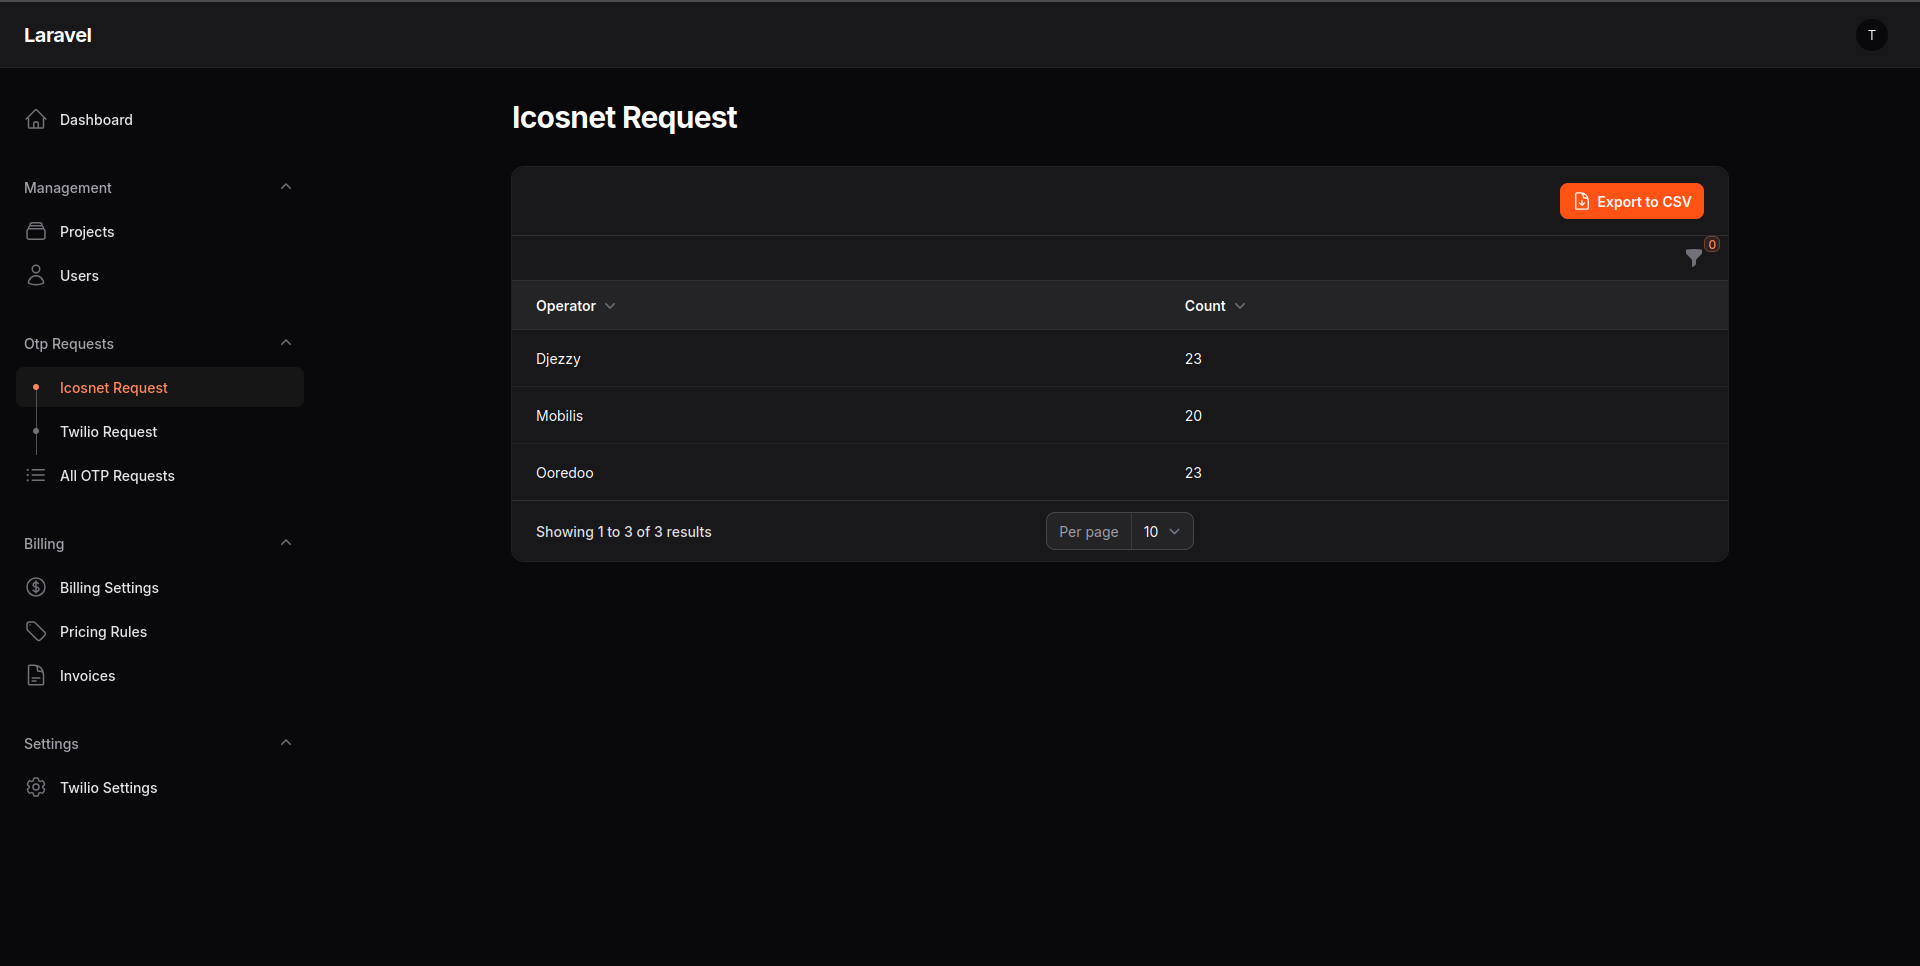 Laravel
T
Dashboard
Management
Projects
Users
Otp Requests
Icosnet Request
Twilio Request
All OTP Requests
Billing
Billing Settings
Pricing Rules
Invoices
Settings
Twilio Settings
Icosnet Request
Export to CSV
0
Operator Count
Djezzy 23
Mobilis 20
Ooredoo 23
Showing 1 to 3 of 3 results Per page 10